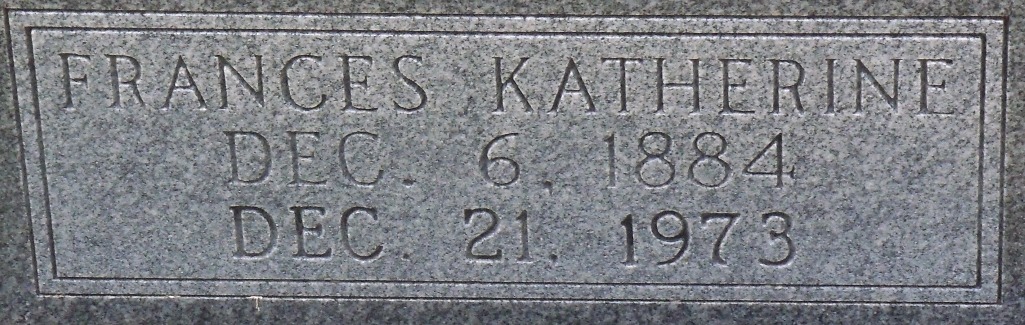 FRANCES KATHERINE
DEC. 6, 1884
DEC. 21, 1973